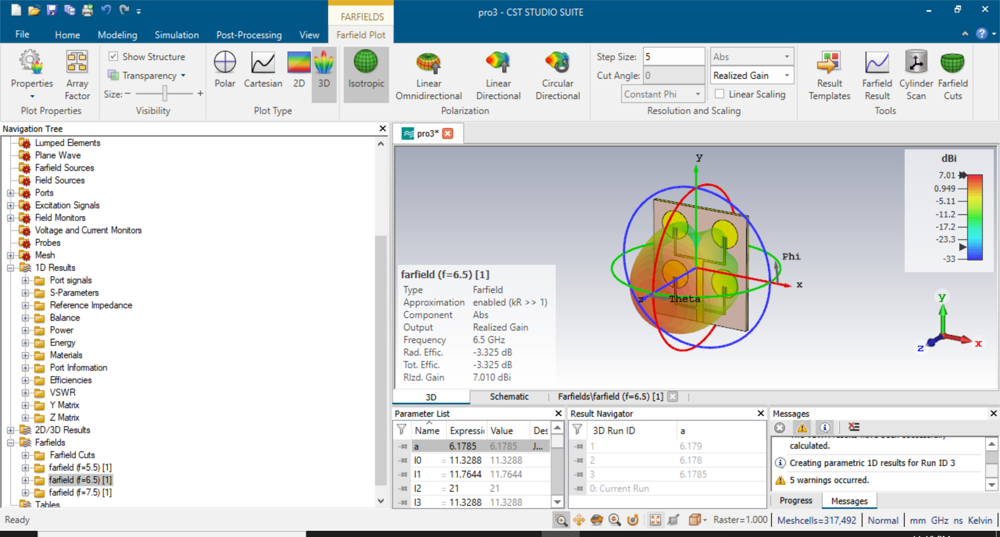 FARFIELDS
pro3 - CST STUDIO SUITE
File
Home
Modeling
Simulation
Post-Processing
View
Farfield Plot
Properties
Array Factor
Plot Properties
Show Structure
Transparency
Size:
Visibility
Polar
Cartesian
2D
3D
Plot Type
Isotropic
Linear Omnidirectional
Linear Directional
Circular Directional
Polarization
Step Size: 5
Cut Angle: 0
Constant Phi
Abs
Realized Gain
Linear Scaling
Resolution and Scaling
Result Templates
Farfield Result
Cylinder Scan
Farfield Cuts
Tools
Navigation Tree
Lumped Elements
Plane Wave
Farfield Sources
Field Sources
Ports
Excitation Signals
Field Monitors
Voltage and Current Monitors
Probes
Mesh
1D Results
Port signals
S-Parameters
Reference Impedance
Balance
Power
Energy
Materials
Port Information
Efficiencies
VSWR
Y Matrix
Z Matrix
2D/3D Results
Farfields
Farfield Cuts
farfield (f=5.5) [1]
farfield (f=6.5) [1]
farfield (f=7.5) [1]
Tables
pro3*
y
Phi
x
z
Theta
dBi
7.01
0.949
-5.11
-11.2
-17.2
-23.3
-33
y
z
x
farfield (f=6.5) [1]
Type Farfield
Approximation enabled (kR >> 1)
Component Abs
Output Realized Gain
Frequency 6.5 GHz
Rad. Effic. -3.325 dB
Tot. Effic. -3.325 dB
Rlzd. Gain 7.010 dBi
3D
Schematic
Farfields\farfield (f=6.5) [1]
Parameter List
Name Expressi Value Des
a 6.1785 6.1785 J...
l0 = 11.3288 11.3288
l1 = 11.7644 11.7644
l2 = 21 21
l3 = 11.3288 11.3288
Result Navigator
3D Run ID a
1 6.179
2 6.178
3 6.1785
0: Current Run
Messages
calculated.
Creating parametric 1D results for Run ID 3
5 warnings occurred.
Progress
Messages
Ready
Raster=1.000
Meshcells=317,492
Normal
mm GHz ns Kelvin